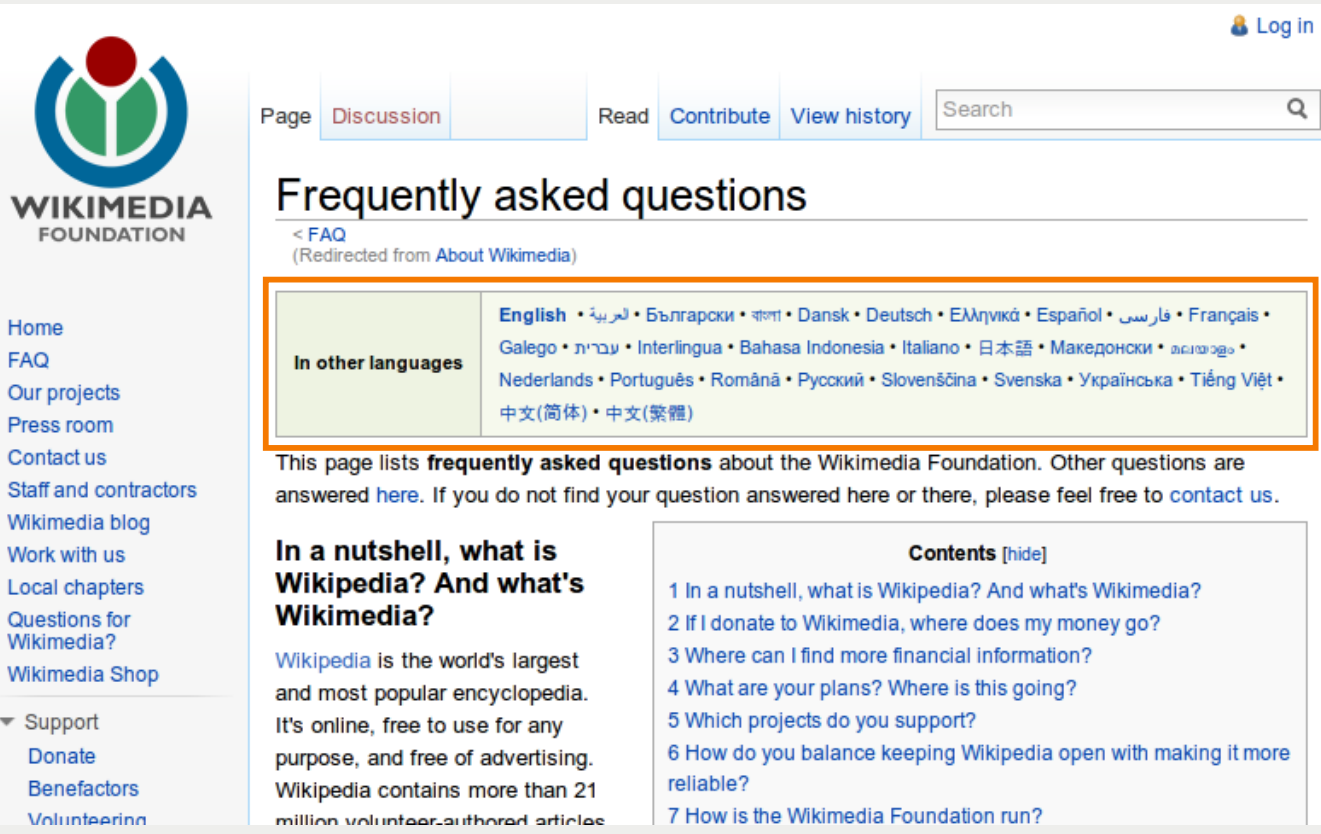 Log in
WIKIMEDIA
FOUNDATION
Page Discussion Read Contribute View history Search
Frequently asked questions
< FAQ
(Redirected from About Wikimedia)
In other languages
English • العربية • Български • বাংলা • Dansk • Deutsch • Ελληνικά • Español • فارسی • Français •
Galego • עברית • Interlingua • Bahasa Indonesia • Italiano • 日本語 • Македонски • മലയാളം •
Nederlands • Português • Română • Русский • Slovenščina • Svenska • Українська • Tiếng Việt •
中文(简体) • 中文(繁體)
This page lists frequently asked questions about the Wikimedia Foundation. Other questions are
answered here. If you do not find your question answered here or there, please feel free to contact us.
In a nutshell, what is
Wikipedia? And what's
Wikimedia?
Wikipedia is the world's largest
and most popular encyclopedia.
It's online, free to use for any
purpose, and free of advertising.
Wikipedia contains more than 21
million volunteer-authored articles
Contents [hide]
1 In a nutshell, what is Wikipedia? And what's Wikimedia?
2 If I donate to Wikimedia, where does my money go?
3 Where can I find more financial information?
4 What are your plans? Where is this going?
5 Which projects do you support?
6 How do you balance keeping Wikipedia open with making it more
reliable?
7 How is the Wikimedia Foundation run?
Home
FAQ
Our projects
Press room
Contact us
Staff and contractors
Wikimedia blog
Work with us
Local chapters
Questions for
Wikimedia?
Wikimedia Shop
Support
Donate
Benefactors
Volunteering